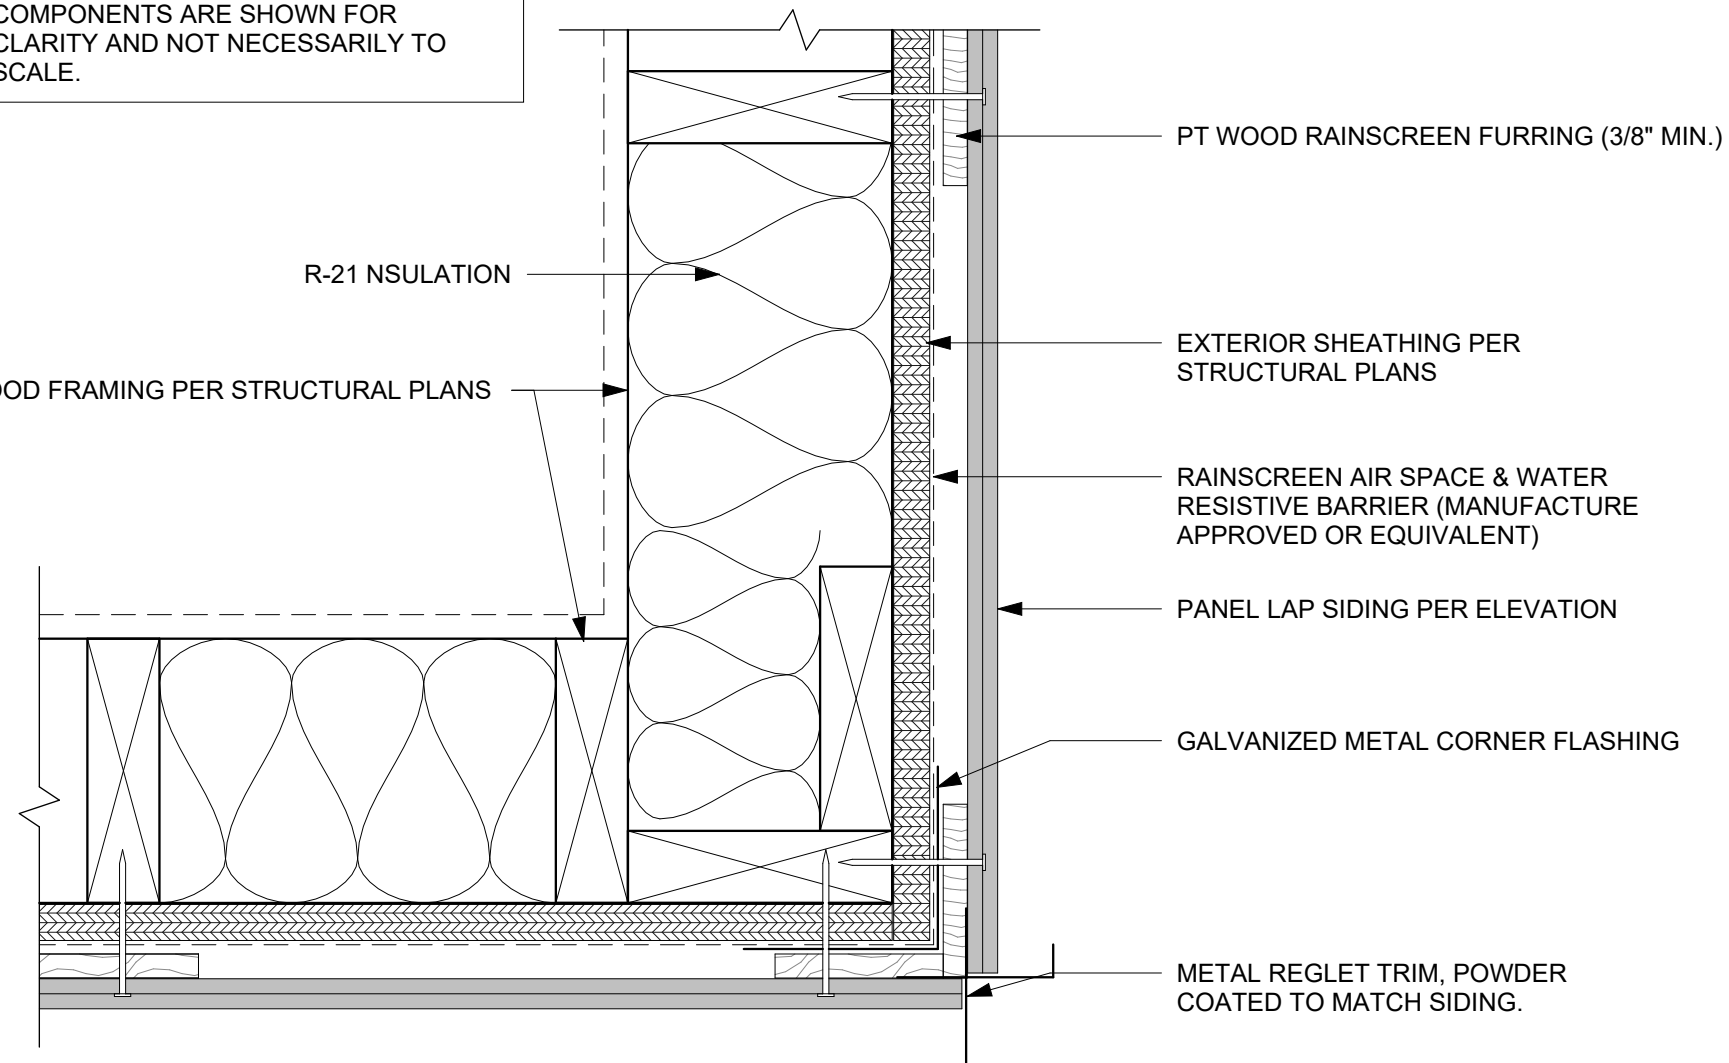 COMPONENTS ARE SHOWN FOR
CLARITY AND NOT NECESSARILY TO
SCALE.
PT WOOD RAINSCREEN FURRING (3/8" MIN.)
R-21 NSULATION
EXTERIOR SHEATHING PER
STRUCTURAL PLANS
OOD FRAMING PER STRUCTURAL PLANS
RAINSCREEN AIR SPACE & WATER
RESISTIVE BARRIER (MANUFACTURE
APPROVED OR EQUIVALENT)
PANEL LAP SIDING PER ELEVATION
GALVANIZED METAL CORNER FLASHING
METAL REGLET TRIM, POWDER
COATED TO MATCH SIDING.